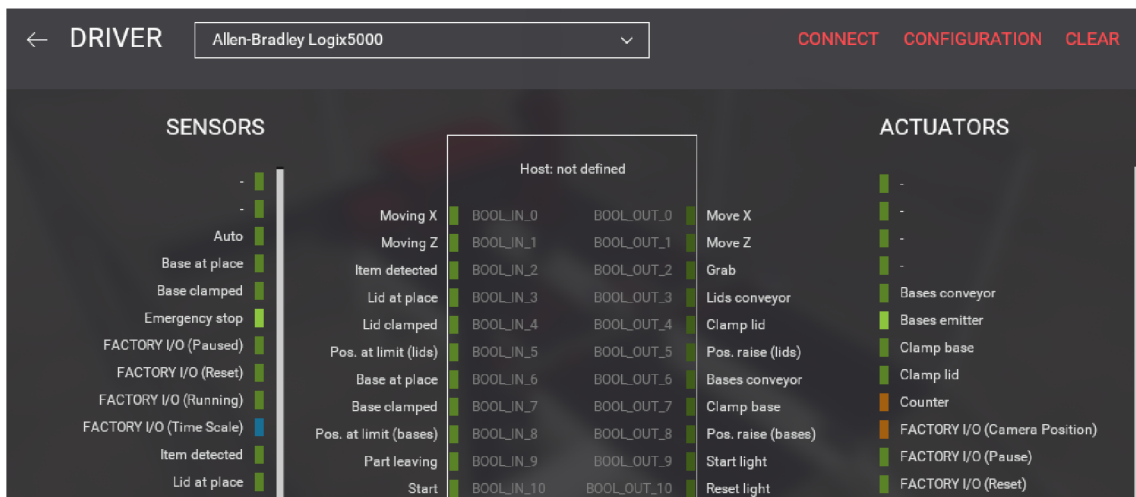 ← DRIVER Allen-Bradley Logix5000 CONNECT CONFIGURATION CLEAR
SENSORS
-
-
Auto
Base at place
Base clamped
Emergency stop
FACTORY I/O (Paused)
FACTORY I/O (Reset)
FACTORY I/O (Running)
FACTORY I/O (Time Scale)
Item detected
Lid at place
Host: not defined
Moving X BOOL_IN_0 BOOL_OUT_0 Move X
Moving Z BOOL_IN_1 BOOL_OUT_1 Move Z
Item detected BOOL_IN_2 BOOL_OUT_2 Grab
Lid at place BOOL_IN_3 BOOL_OUT_3 Lids conveyor
Lid clamped BOOL_IN_4 BOOL_OUT_4 Clamp lid
Pos. at limit (lids) BOOL_IN_5 BOOL_OUT_5 Pos. raise (lids)
Base at place BOOL_IN_6 BOOL_OUT_6 Bases conveyor
Base clamped BOOL_IN_7 BOOL_OUT_7 Clamp base
Pos. at limit (bases) BOOL_IN_8 BOOL_OUT_8 Pos. raise (bases)
Part leaving BOOL_IN_9 BOOL_OUT_9 Start light
Start BOOL_IN_10 BOOL_OUT_10 Reset light
ACTUATORS
-
-
-
-
Bases conveyor
Bases emitter
Clamp base
Clamp lid
Counter
FACTORY I/O (Camera Position)
FACTORY I/O (Pause)
FACTORY I/O (Reset)